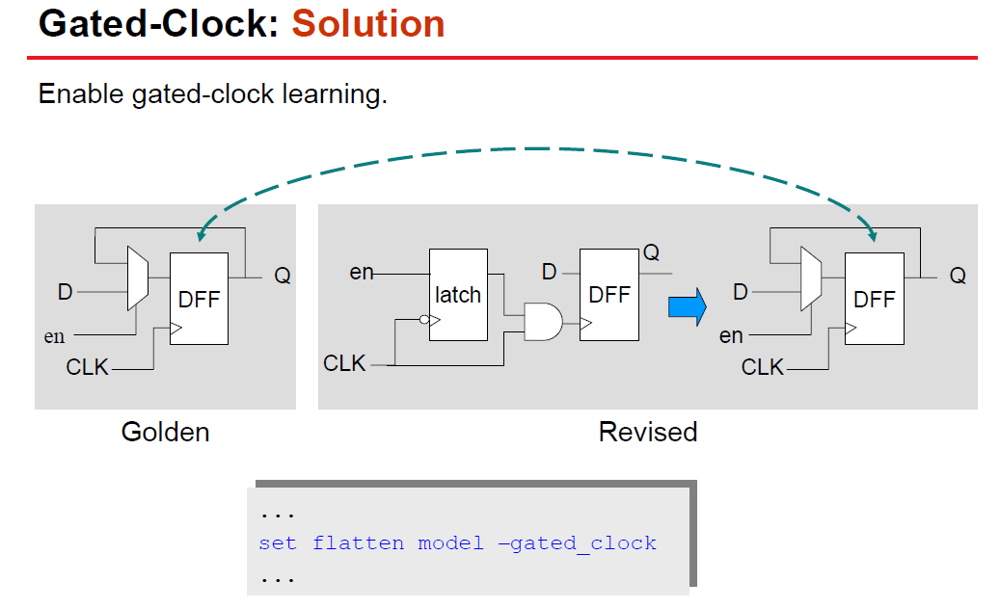 Gated-Clock: Solution
Enable gated-clock learning.
D
en
CLK
DFF
Q
en
CLK
latch
D
DFF
Q
D
en
CLK
DFF
Q
Golden
Revised
...
set flatten model –gated_clock
...